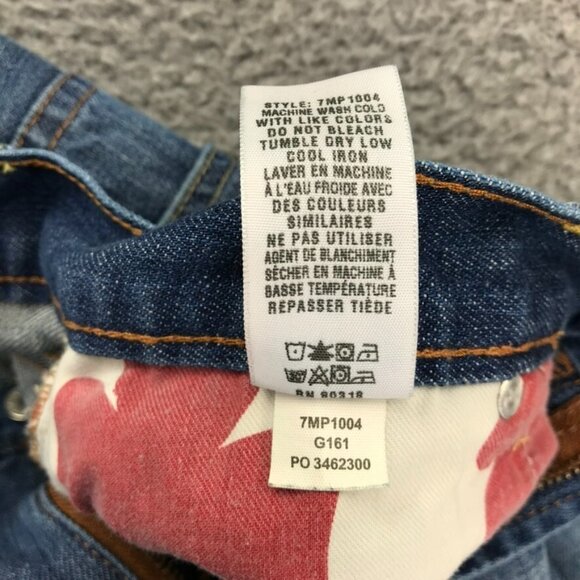 STYLE: 7MP1004
MACHINE WASH COLD
WITH LIKE COLORS
DO NOT BLEACH
TUMBLE DRY LOW
COOL IRON
LAVER EN MACHINE
À L'EAU FROIDE AVEC
DES COULEURS
SIMILAIRES
NE PAS UTILISER
AGENT DE BLANCHIMENT
SÈCHER EN MACHINE À
BASSE TEMPÉRATURE
REPASSER TIÈDE
RN 80318
7MP1004
G161
PO 3462300